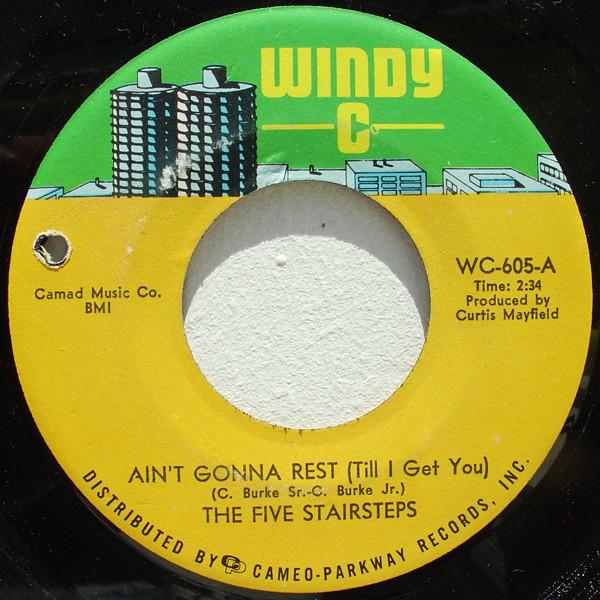 WINDY
C
WC-605-A
Time: 2:34
Produced by
Curtis Mayfield
Camad Music Co.
BMI
AIN'T GONNA REST (Till I Get You)
(C. Burke Sr.-C. Burke Jr.)
THE FIVE STAIRSTEPS
DISTRIBUTED BY CP CAMEO-PARKWAY RECORDS, INC.